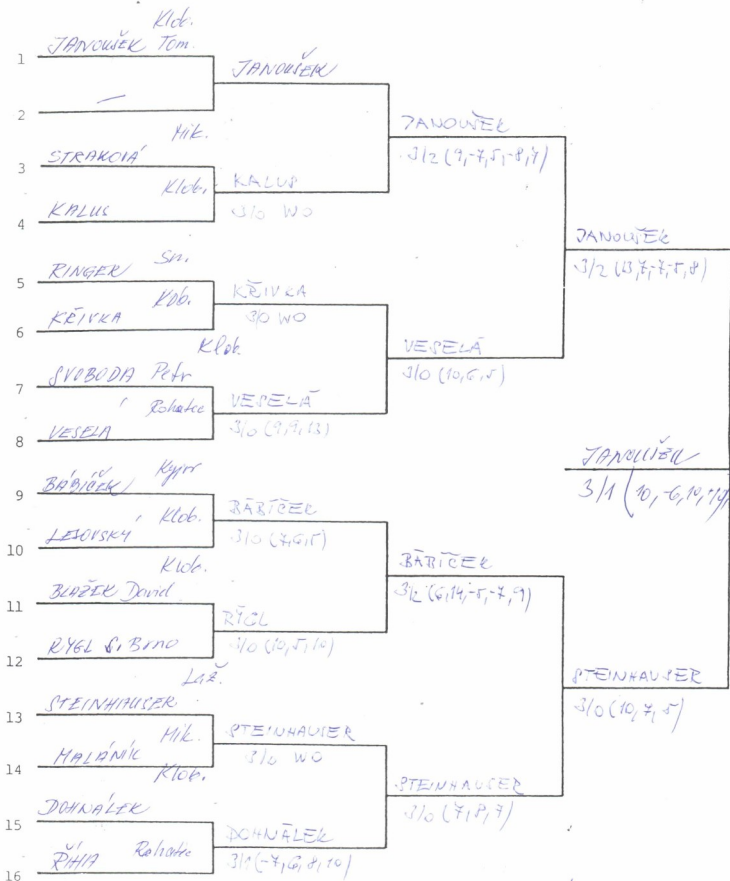 Klob.
1 JANOUŠEK Tom.
2 —
Mik.
3 STRAKOVÁ
Klob.
4 KALUS
Sn.
5 RINGER
Klob.
6 KŘIVKA
Klob.
7 SVOBODA Petr
Rohatec
8 VESELÁ
Kyjov
9 BÁBÍČEK
Klob.
10 LESOVSKÝ
Klob.
11 BLAŽEK David
12 RYGL S. Brno
Laž.
13 STEINHAUSER
Mik.
14 MALÁNÍK
Klob.
15 DOHNÁLEK
16 Rohatec
JANOUŠEK
KALUS
3/0 WO
KŘIVKA
3/0 WO
VESELÁ
3/0 (9,9,13)
BÁBÍČEK
3/0 (7,6,5)
RÝGL
3/0 (10,5,10)
STEINHAUSER
3/0 WO
DOHNÁLEK
3/1 (-7,6,8,10)
JANOUŠEK
3/2 (9,-7,5,-8,7)
VESELÁ
3/0 (10,6,5)
BÁBÍČEK
3/2 (6,14,-5,-7,9)
STEINHAUSER
3/0 (7,8,7)
JANOUŠEK
3/2 (13,7,-7,-5,8)
STEINHAUSER
3/0 (10,7,5)
JANOUŠEK
3/1 (10,-6,10,